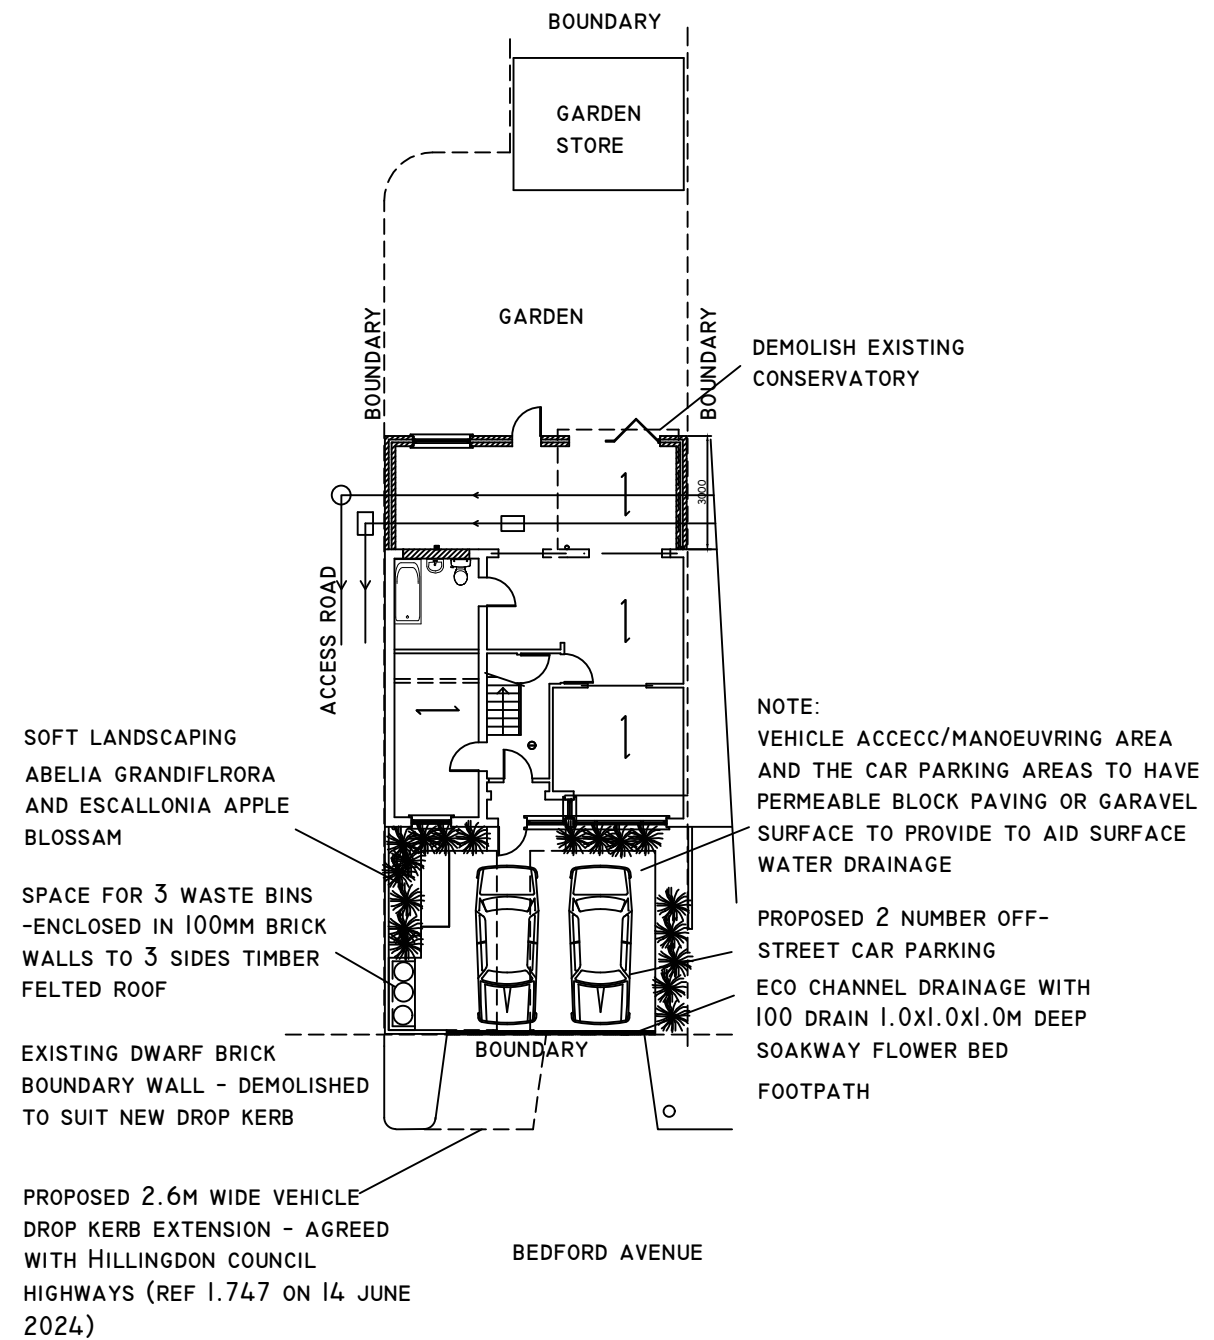 BOUNDARY
GARDEN
STORE
GARDEN
BOUNDARY
BOUNDARY
DEMOLISH EXISTING
CONSERVATORY
3000
ACCESS ROAD
SOFT LANDSCAPING
ABELIA GRANDIFLRORA
AND ESCALLONIA APPLE
BLOSSAM
SPACE FOR 3 WASTE BINS
-ENCLOSED IN 100MM BRICK
WALLS TO 3 SIDES TIMBER
FELTED ROOF
EXISTING DWARF BRICK
BOUNDARY WALL - DEMOLISHED
TO SUIT NEW DROP KERB
PROPOSED 2.6M WIDE VEHICLE
DROP KERB EXTENSION - AGREED
WITH HILLINGDON COUNCIL
HIGHWAYS (REF 1.747 ON 14 JUNE
2024)
NOTE:
VEHICLE ACCECC/MANOEUVRING AREA
AND THE CAR PARKING AREAS TO HAVE
PERMEABLE BLOCK PAVING OR GARAVEL
SURFACE TO PROVIDE TO AID SURFACE
WATER DRAINAGE
PROPOSED 2 NUMBER OFF-
STREET CAR PARKING
ECO CHANNEL DRAINAGE WITH
100 DRAIN 1.0X1.0X1.0M DEEP
SOAKWAY FLOWER BED
FOOTPATH
BOUNDARY
BEDFORD AVENUE